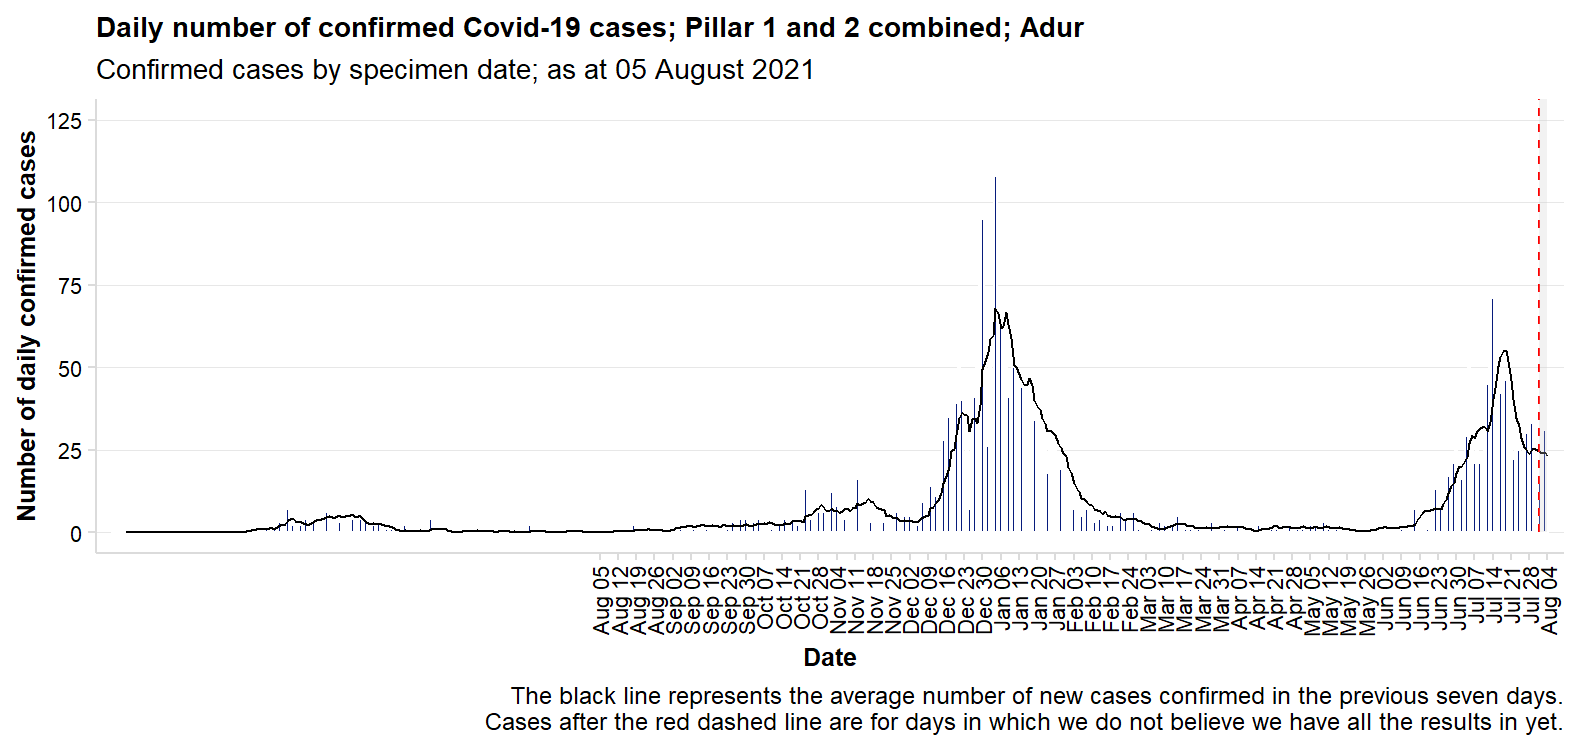 Daily number of confirmed Covid-19 cases; Pillar 1 and 2 combined; Adur
Confirmed cases by specimen date; as at 05 August 2021
Number of daily confirmed cases
125
100
75
50
25
0
Aug 05
Aug 12
Aug 19
Aug 26
Sep 02
Sep 09
Sep 16
Sep 23
Sep 30
Oct 07
Oct 14
Oct 21
Oct 28
Nov 04
Nov 11
Nov 18
Nov 25
Dec 02
Dec 09
Dec 16
Dec 23
Dec 30
Jan 06
Jan 13
Jan 20
Jan 27
Feb 03
Feb 10
Feb 17
Feb 24
Mar 03
Mar 10
Mar 17
Mar 24
Mar 31
Apr 07
Apr 14
Apr 21
Apr 28
May 05
May 12
May 19
May 26
Jun 02
Jun 09
Jun 16
Jun 23
Jun 30
Jul 07
Jul 14
Jul 21
Jul 28
Aug 04
Date
The black line represents the average number of new cases confirmed in the previous seven days.
Cases after the red dashed line are for days in which we do not believe we have all the results in yet.